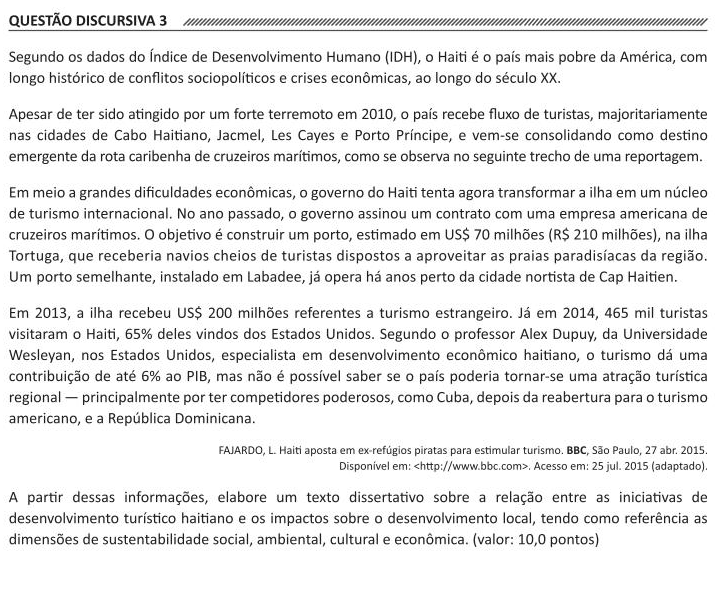 QUESTÃO DISCURSIVA 3
Segundo os dados do Índice de Desenvolvimento Humano (IDH), o Haiti é o país mais pobre da América, com
longo histórico de conflitos sociopolíticos e crises econômicas, ao longo do século XX.
Apesar de ter sido atingido por um forte terremoto em 2010, o país recebe fluxo de turistas, majoritariamente
nas cidades de Cabo Haitiano, Jacmel, Les Cayes e Porto Príncipe, e vem-se consolidando como destino
emergente da rota caribenha de cruzeiros marítimos, como se observa no seguinte trecho de uma reportagem.
Em meio a grandes dificuldades econômicas, o governo do Haiti tenta agora transformar a ilha em um núcleo
de turismo internacional. No ano passado, o governo assinou um contrato com uma empresa americana de
cruzeiros marítimos. O objetivo é construir um porto, estimado em US$ 70 milhões (R$ 210 milhões), na ilha
Tortuga, que receberia navios cheios de turistas dispostos a aproveitar as praias paradisíacas da região.
Um porto semelhante, instalado em Labadee, já opera há anos perto da cidade nortista de Cap Haitien.
Em 2013, a ilha recebeu US$ 200 milhões referentes a turismo estrangeiro. Já em 2014, 465 mil turistas
visitaram o Haiti, 65% deles vindos dos Estados Unidos. Segundo o professor Alex Dupuy, da Universidade
Wesleyan, nos Estados Unidos, especialista em desenvolvimento econômico haitiano, o turismo dá uma
contribuição de até 6% ao PIB, mas não é possível saber se o país poderia tornar-se uma atração turística
regional — principalmente por ter competidores poderosos, como Cuba, depois da reabertura para o turismo
americano, e a República Dominicana.
FAJARDO, L. Haiti aposta em ex-refúgios piratas para estimular turismo. BBC, São Paulo, 27 abr. 2015.
Disponível em: <http://www.bbc.com>. Acesso em: 25 jul. 2015 (adaptado).
A partir dessas informações, elabore um texto dissertativo sobre a relação entre as iniciativas de
desenvolvimento turístico haitiano e os impactos sobre o desenvolvimento local, tendo como referência as
dimensões de sustentabilidade social, ambiental, cultural e econômica. (valor: 10,0 pontos)